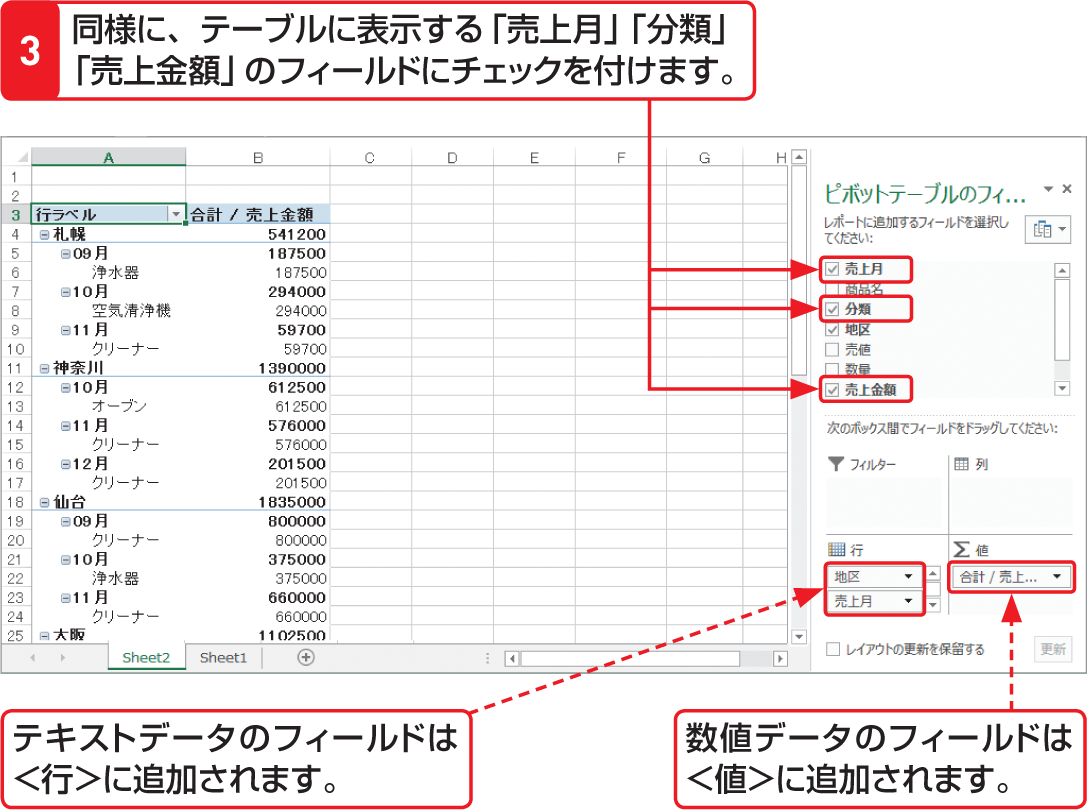 3
同様に、テーブルに表示する「売上月」「分類」
「売上金額」のフィールドにチェックを付けます。
A B C D E F G H
1
2
3 行ラベル 合計 / 売上金額
4 札幌 541200
5 09月 187500
6 浄水器 187500
7 10月 294000
8 空気清浄機 294000
9 11月 59700
10 クリーナー 59700
11 神奈川 1390000
12 10月 612500
13 オーブン 612500
14 11月 576000
15 クリーナー 576000
16 12月 201500
17 クリーナー 201500
18 仙台 1835000
19 09月 800000
20 クリーナー 800000
21 10月 375000
22 浄水器 375000
23 11月 660000
24 クリーナー 660000
25 大阪 1102500
Sheet2 Sheet1
ピボットテーブルのフィ...
レポートに追加するフィールドを選択し
てください:
売上月
商品名
分類
地区
売値
数量
売上金額
次のボックス間でフィールドをドラッグしてください:
フィルター 列
行 Σ 値
地区 合計 / 売上...
売上月
レイアウトの更新を保留する 更新
テキストデータのフィールドは
<行>に追加されます。
数値データのフィールドは
<値>に追加されます。